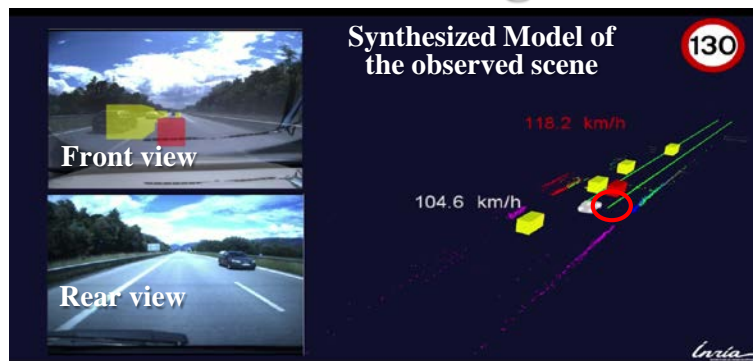 Synthesized Model of
the observed scene
130
Front view
118.2 km/h
104.6 km/h
Rear view
Inria